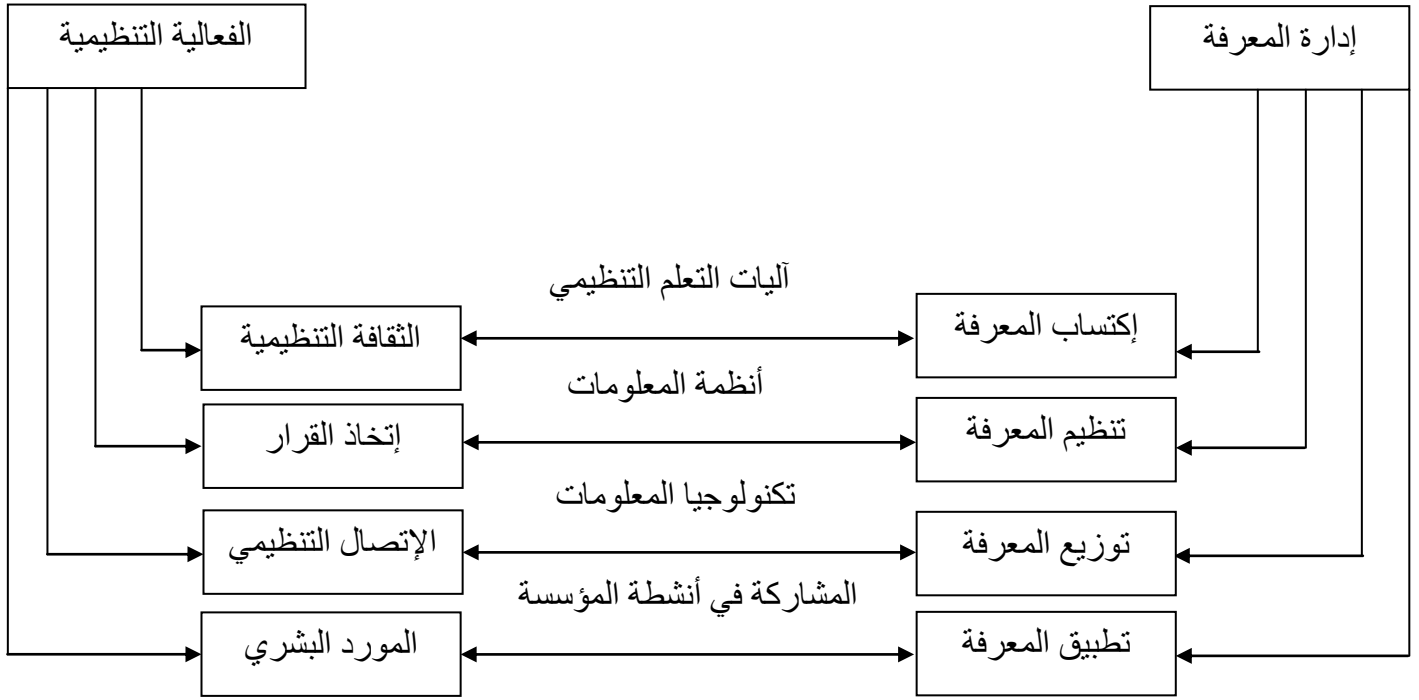 إدارة المعرفة
الفعالية التنظيمية
آليات التعلم التنظيمي
إكتساب المعرفة
الثقافة التنظيمية
أنظمة المعلومات
تنظيم المعرفة
إتخاذ القرار
تكنولوجيا المعلومات
توزيع المعرفة
الإتصال التنظيمي
المشاركة في أنشطة المؤسسة
تطبيق المعرفة
المورد البشري